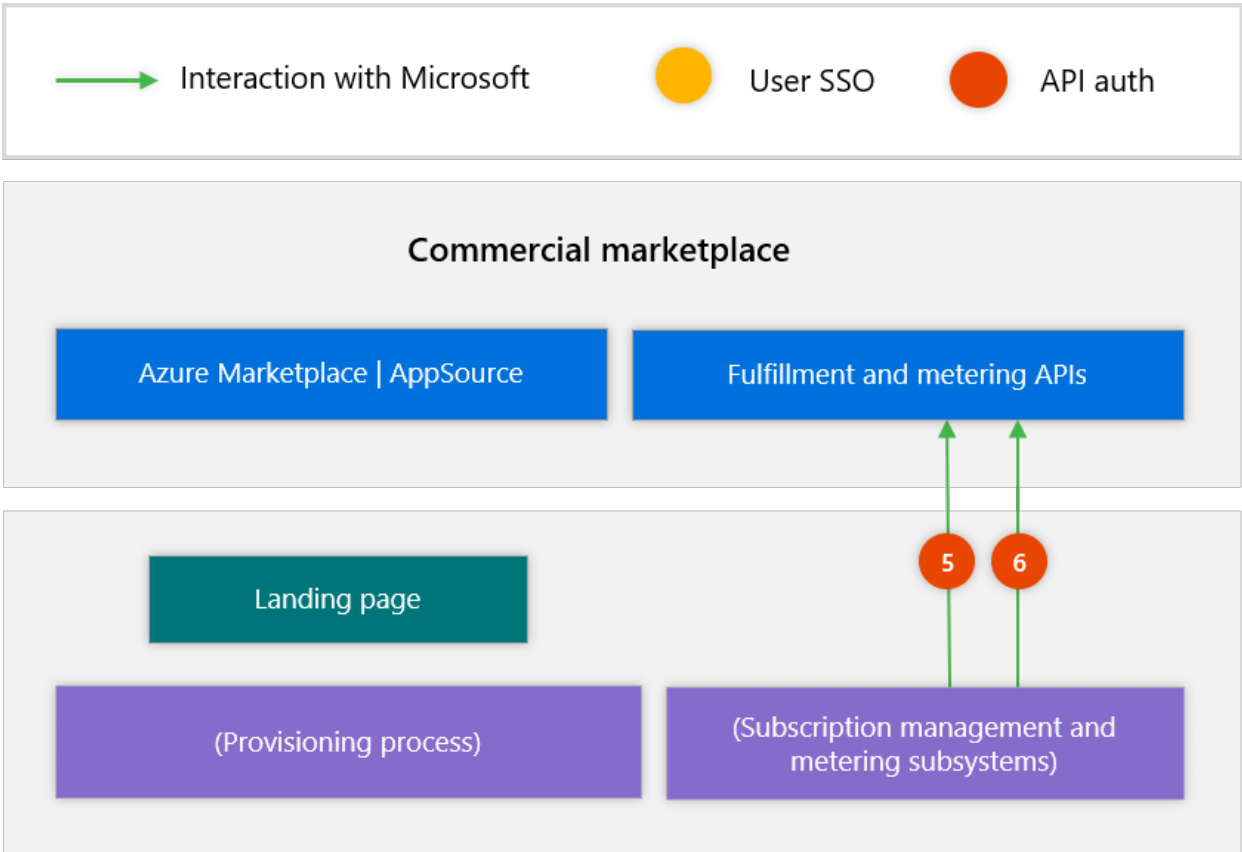 Interaction with Microsoft
User SSO
API auth
Commercial marketplace
Azure Marketplace | AppSource
Fulfillment and metering APIs
5
6
Landing page
(Provisioning process)
(Subscription management and
metering subsystems)